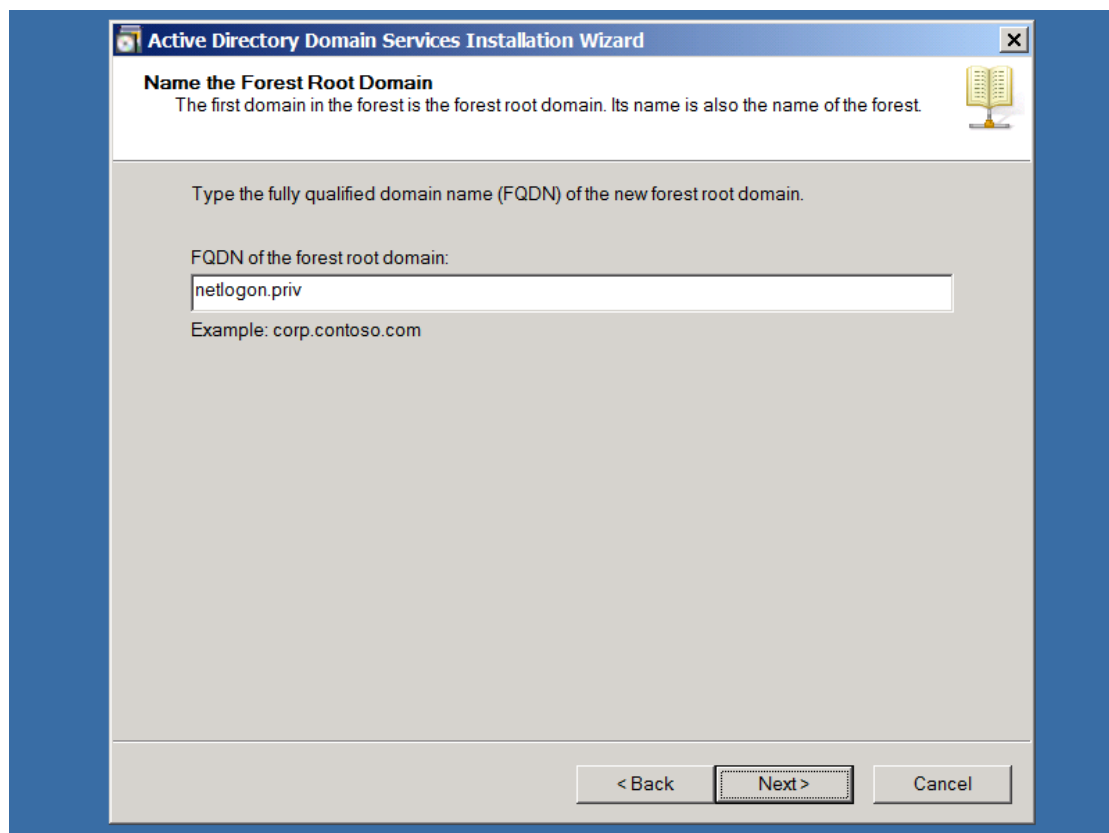 Active Directory Domain Services Installation Wizard
Name the Forest Root Domain
The first domain in the forest is the forest root domain. Its name is also the name of the forest.
Type the fully qualified domain name (FQDN) of the new forest root domain.
FQDN of the forest root domain:
netlogon.priv
Example: corp.contoso.com
< Back Next > Cancel